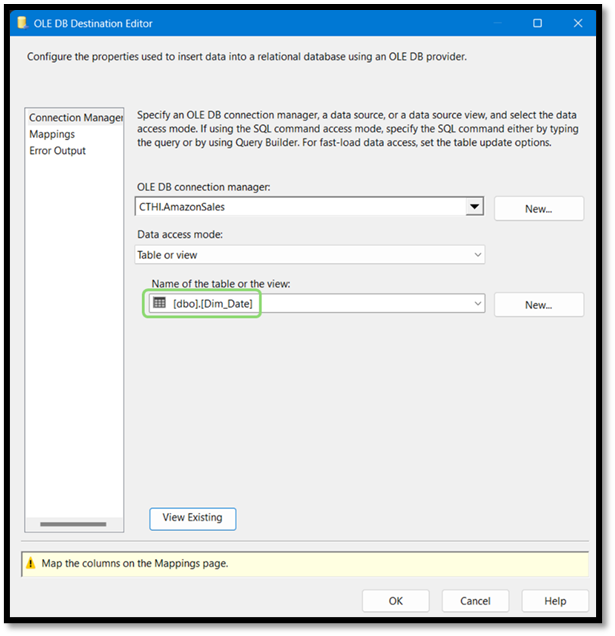 OLE DB Destination Editor
Configure the properties used to insert data into a relational database using an OLE DB provider.
Connection Manager
Mappings
Error Output
Specify an OLE DB connection manager, a data source, or a data source view, and select the data
access mode. If using the SQL command access mode, specify the SQL command either by typing
the query or by using Query Builder. For fast-load data access, set the table update options.
OLE DB connection manager:
CTHI.AmazonSales
New...
Data access mode:
Table or view
Name of the table or the view:
[dbo].[Dim_Date]
New...
View Existing
Map the columns on the Mappings page.
OK
Cancel
Help